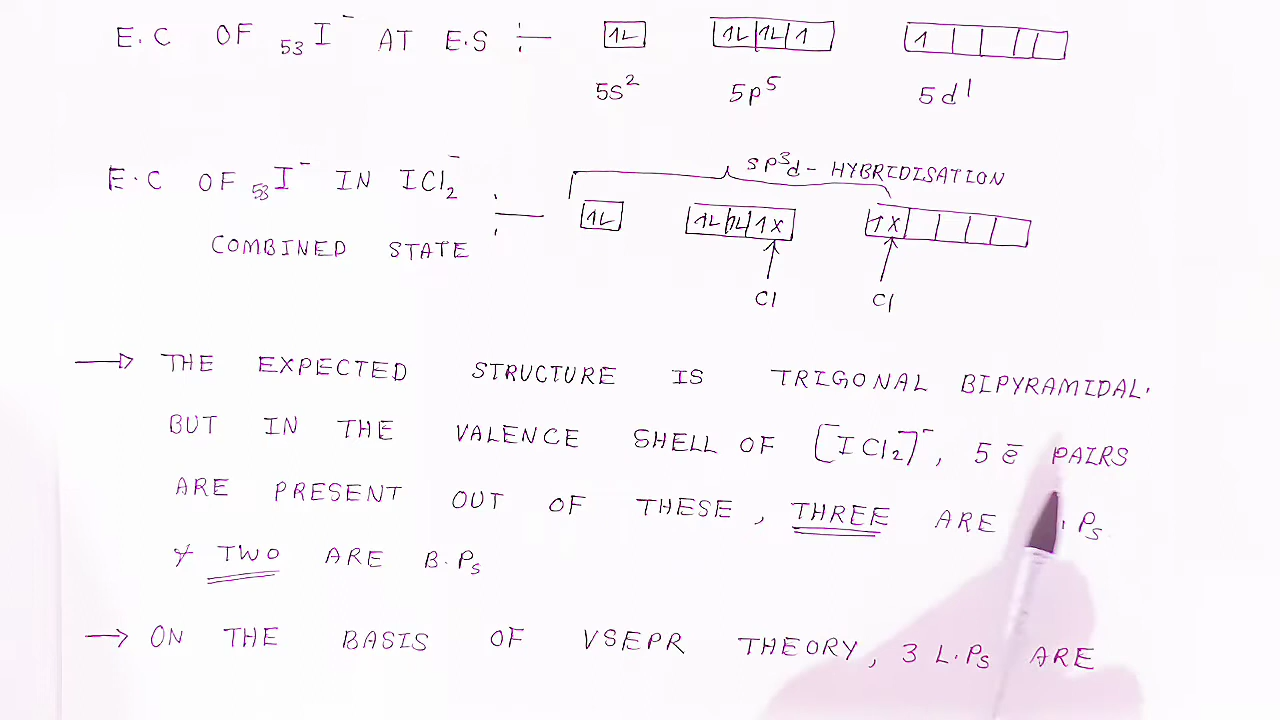 E.C OF 53I⁻ AT E.S :— 1L 1L 1L 1 1
5s² 5p⁵ 5d¹
sp³d - HYBRIDISATION
E.C OF 53I⁻ IN ICl₂⁻ :— 1L 1L 1L 1X 1X
COMBINED STATE
Cl Cl
→ THE EXPECTED STRUCTURE IS TRIGONAL BIPYRAMIDAL.
BUT IN THE VALENCE SHELL OF [ICl₂]⁻, 5 ē PAIRS
ARE PRESENT OUT OF THESE, THREE ARE .Ps
& TWO ARE B.Ps
→ ON THE BASIS OF VSEPR THEORY, 3 L.Ps ARE